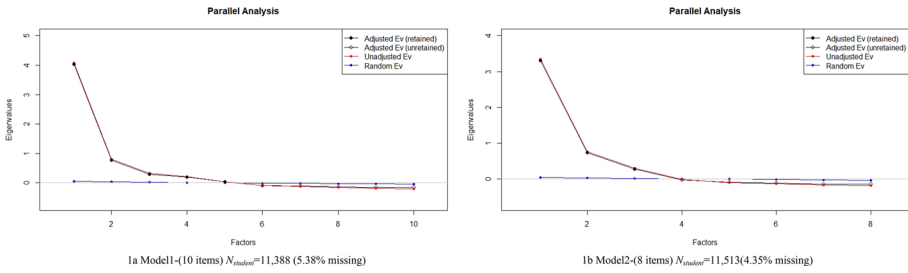 Parallel Analysis
5
4
3
2
1
0
Eigenvalues
Adjusted Ev (retained)
Adjusted Ev (unretained)
Unadjusted Ev
Random Ev
2 4 6 8 10
Factors
1a Model1-(10 items) Nstudent=11,388 (5.38% missing)
Parallel Analysis
4
3
2
1
0
Eigenvalues
Adjusted Ev (retained)
Adjusted Ev (unretained)
Unadjusted Ev
Random Ev
2 4 6 8
Factors
1b Model2-(8 items) Nstudent=11,513(4.35% missing)